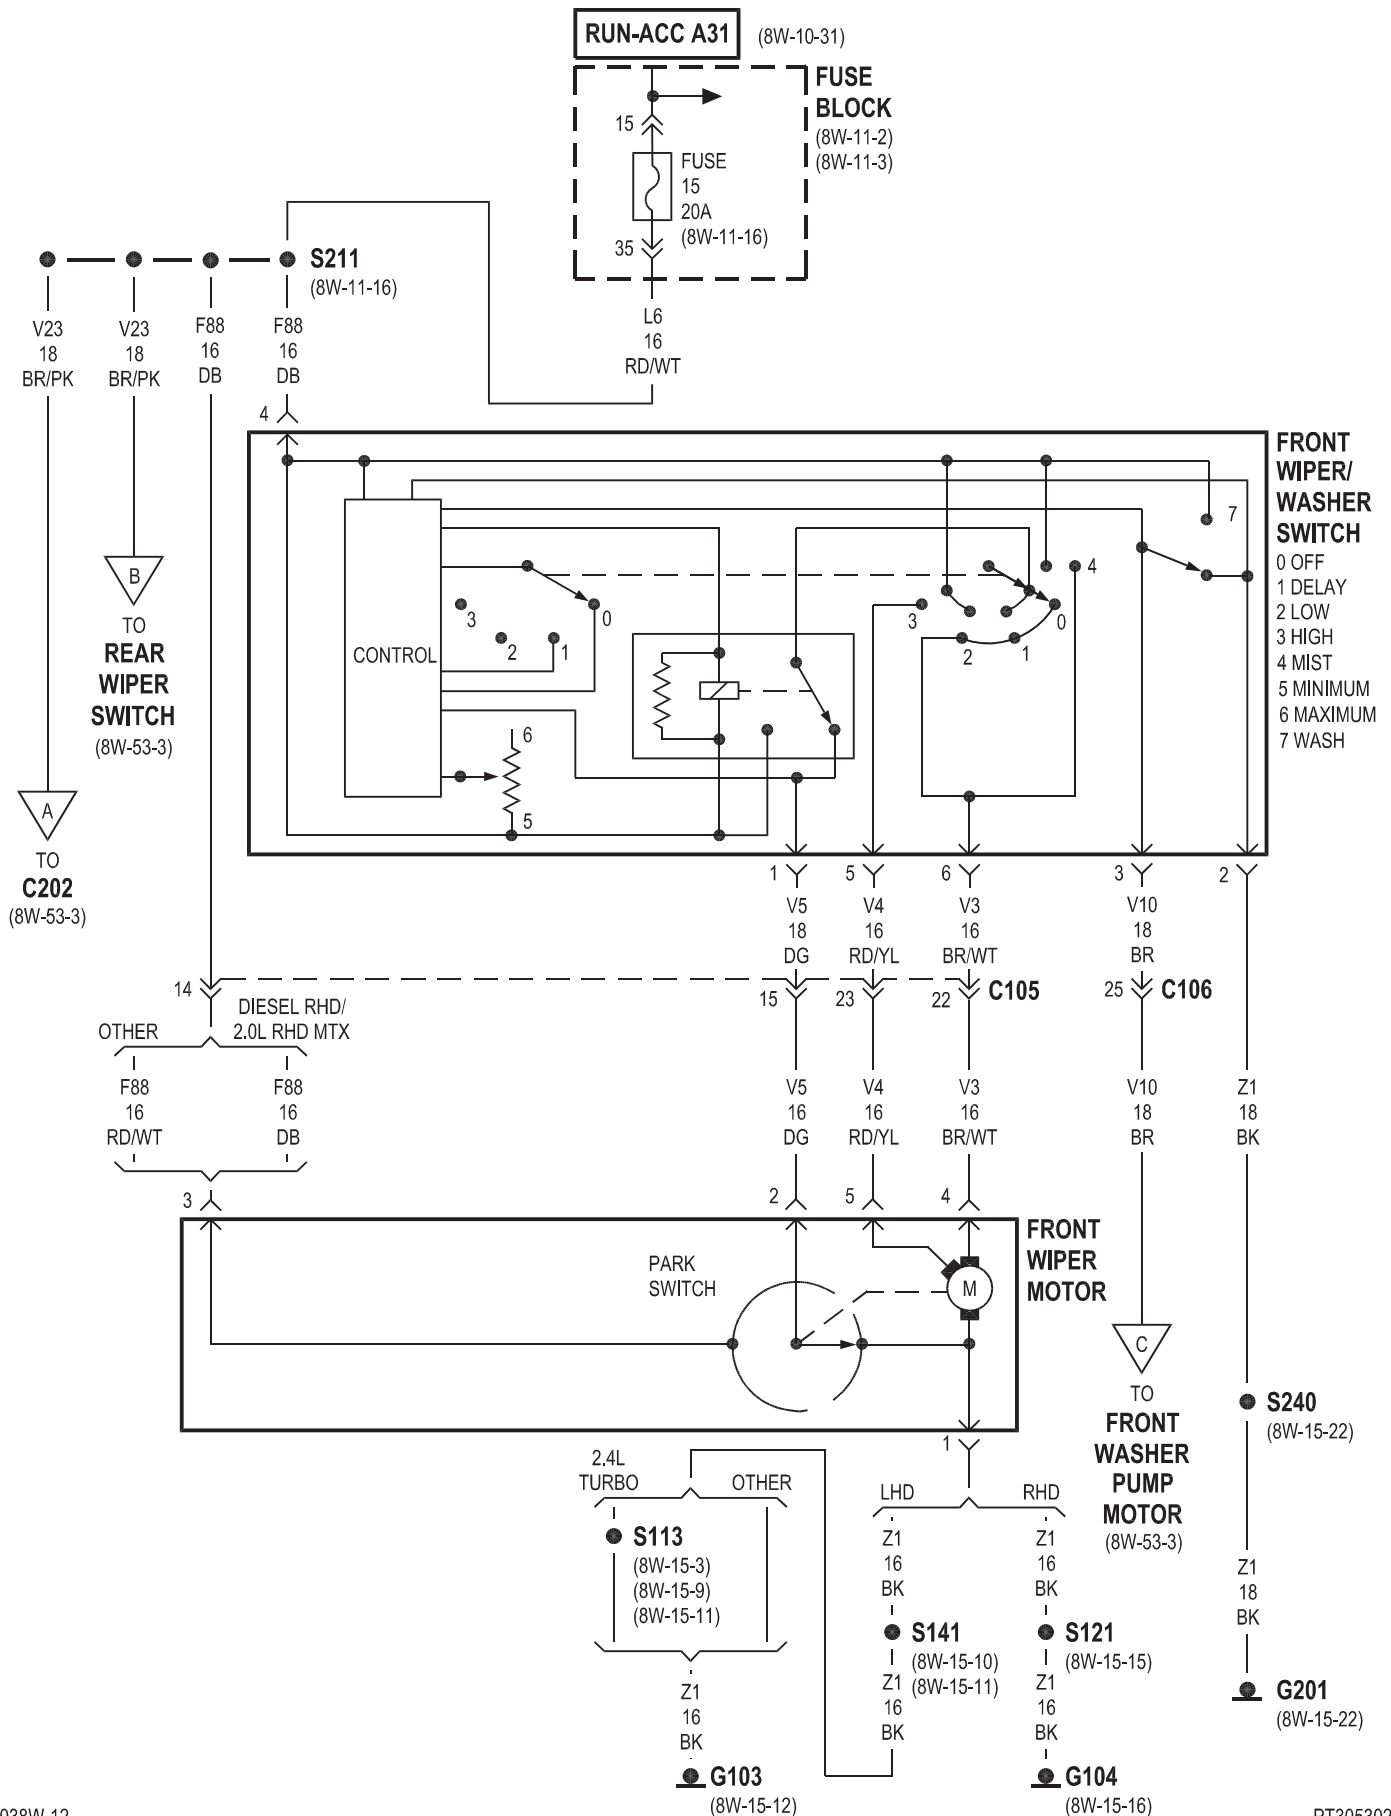 RUN-ACC A31 (8W-10-31)
FUSE
BLOCK
(8W-11-2)
(8W-11-3)
15
FUSE
15
20A
(8W-11-16)
35
S211
(8W-11-16)
V23
18
BR/PK
V23
18
BR/PK
F88
16
DB
F88
16
DB
L6
16
RD/WT
4
FRONT
WIPER/
WASHER
SWITCH
0 OFF
1 DELAY
2 LOW
3 HIGH
4 MIST
5 MINIMUM
6 MAXIMUM
7 WASH
CONTROL
3
2
1
0
6
5
3
2
1
0
4
7
B
TO
REAR
WIPER
SWITCH
(8W-53-3)
A
TO
C202
(8W-53-3)
1
5
6
3
2
V5
18
DG
V4
16
RD/YL
V3
16
BR/WT
V10
18
BR
14
15
23
22
C105
25
C106
OTHER
DIESEL RHD/
2.0L RHD MTX
F88
16
RD/WT
F88
16
DB
V5
16
DG
V4
16
RD/YL
V3
16
BR/WT
V10
18
BR
Z1
18
BK
3
2
5
4
FRONT
WIPER
MOTOR
PARK
SWITCH
M
C
TO
FRONT
WASHER
PUMP
MOTOR
(8W-53-3)
S240
(8W-15-22)
1
2.4L
TURBO
OTHER
LHD
RHD
S113
(8W-15-3)
(8W-15-9)
(8W-15-11)
Z1
16
BK
Z1
16
BK
Z1
18
BK
S141
(8W-15-10)
(8W-15-11)
S121
(8W-15-15)
Z1
16
BK
Z1
16
BK
Z1
16
BK
G201
(8W-15-22)
G103
(8W-15-12)
G104
(8W-15-16)
038W-12